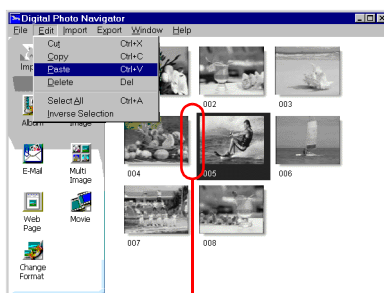 Digital Photo Navigator
File Edit Import Export Window Help
Cut Ctrl+X
Copy Ctrl+C
Paste Ctrl+V
Delete Del
Select All Ctrl+A
Inverse Selection
Imp
Album Image
E-Mail Multi Image
Web Page Movie
Change Format
002 003
004 005 006
007 008